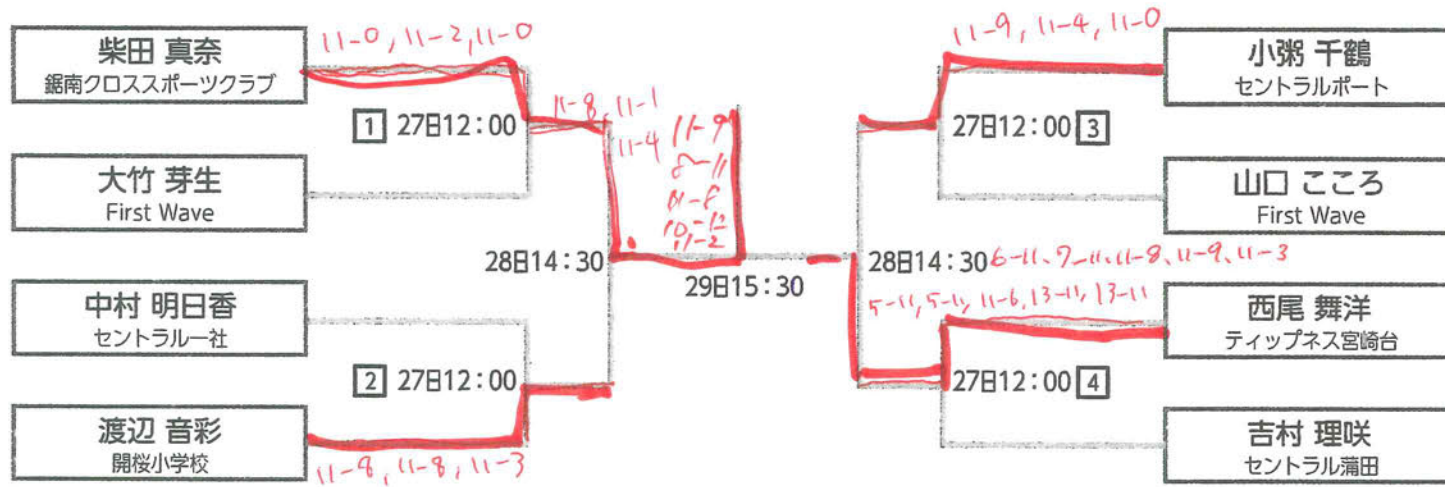 柴田 真奈
鋸南クロススポーツクラブ
11-0, 11-2, 11-0
1 27日12:00
大竹 芽生
First Wave
11-8, 11-1
11-4
中村 明日香
セントラル一社
2 27日12:00
渡辺 音彩
開桜小学校
11-8, 11-8, 11-3
28日14:30
11-9
8-11
11-8
10-12
11-2
29日15:30
11-9, 11-4, 11-0
小粥 千鶴
セントラルポート
27日12:00 3
山口 こころ
First Wave
28日14:30
6-11、7-11、11-8、11-9、11-3
5-11, 5-11, 11-6, 13-11, 13-11
西尾 舞洋
ティップネス宮崎台
27日12:00 4
吉村 理咲
セントラル蒲田